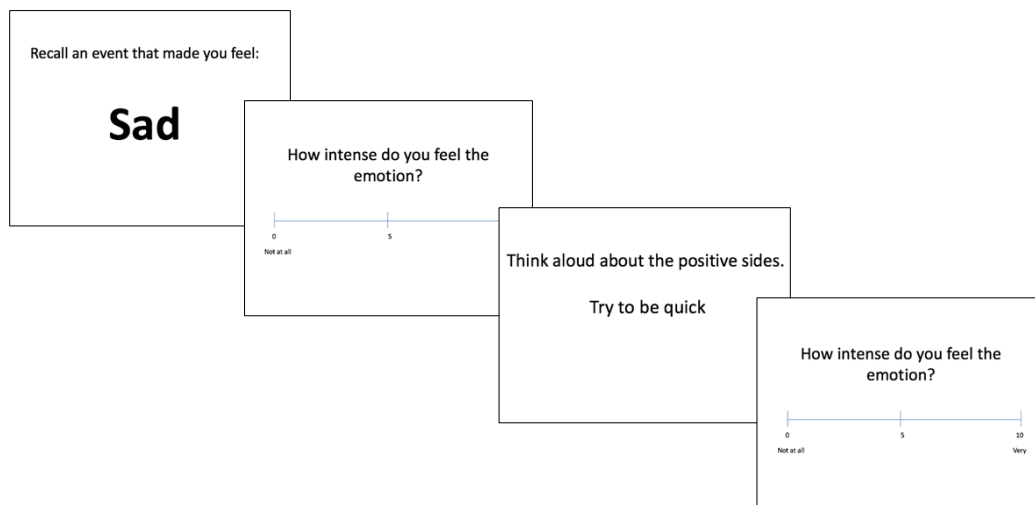 Recall an event that made you feel:
Sad
How intense do you feel the
emotion?
0
5
Not at all
Think aloud about the positive sides.
Try to be quick
How intense do you feel the
emotion?
0 5 10
Not at all Very